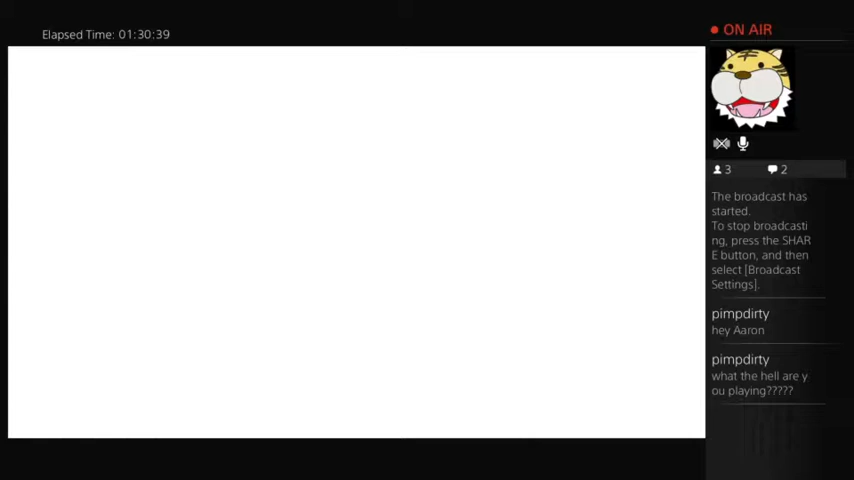 Elapsed Time: 01:30:39
ON AIR
3
2
The broadcast has
started.
To stop broadcasti
ng, press the SHAR
E button, and then
select [Broadcast
Settings].
pimpdirty
hey Aaron
pimpdirty
what the hell are y
ou playing?????